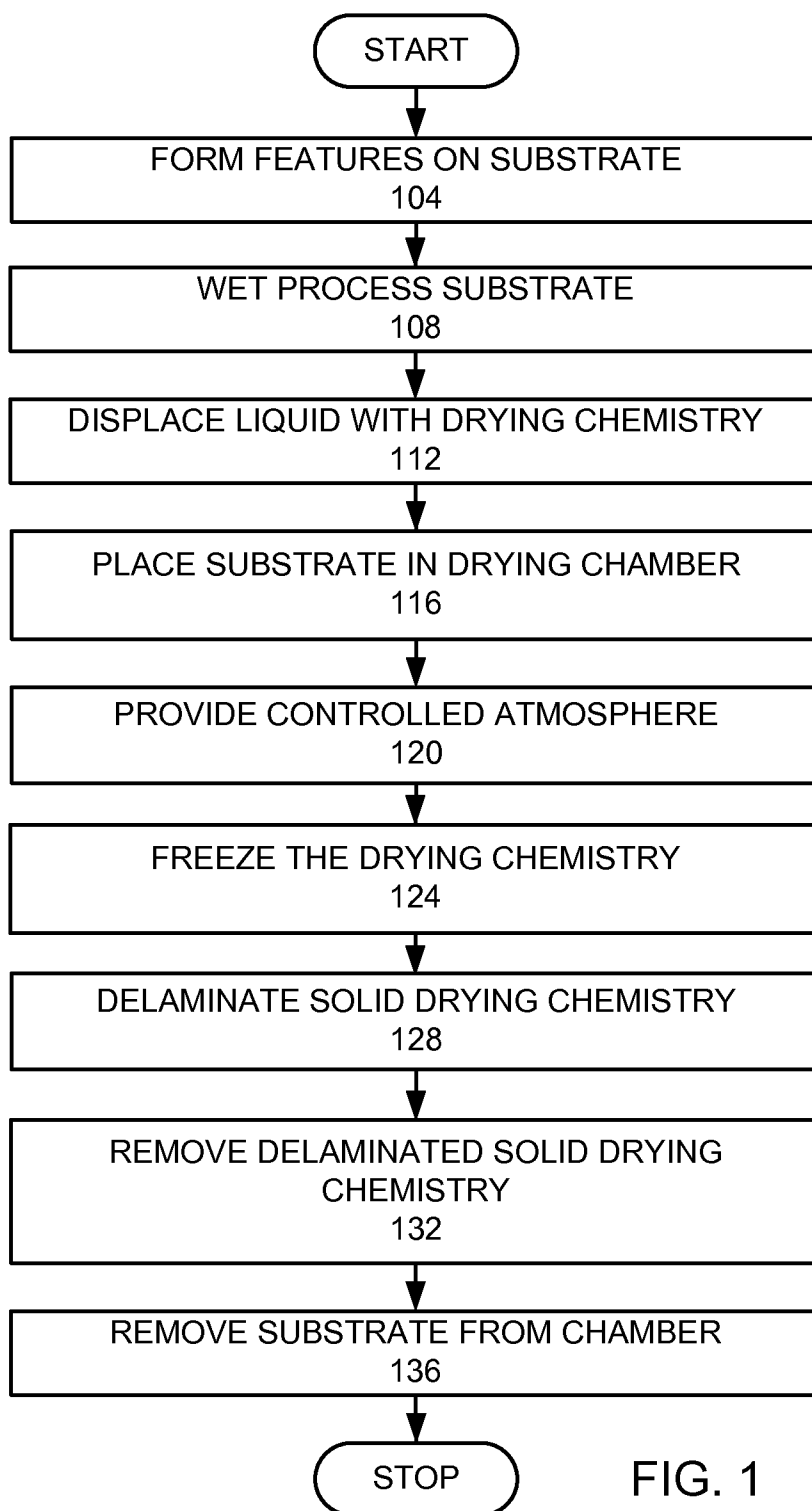 START
FORM FEATURES ON SUBSTRATE
104
WET PROCESS SUBSTRATE
108
DISPLACE LIQUID WITH DRYING CHEMISTRY
112
PLACE SUBSTRATE IN DRYING CHAMBER
116
PROVIDE CONTROLLED ATMOSPHERE
120
FREEZE THE DRYING CHEMISTRY
124
DELAMINATE SOLID DRYING CHEMISTRY
128
REMOVE DELAMINATED SOLID DRYING
CHEMISTRY
132
REMOVE SUBSTRATE FROM CHAMBER
136
STOP
FIG. 1